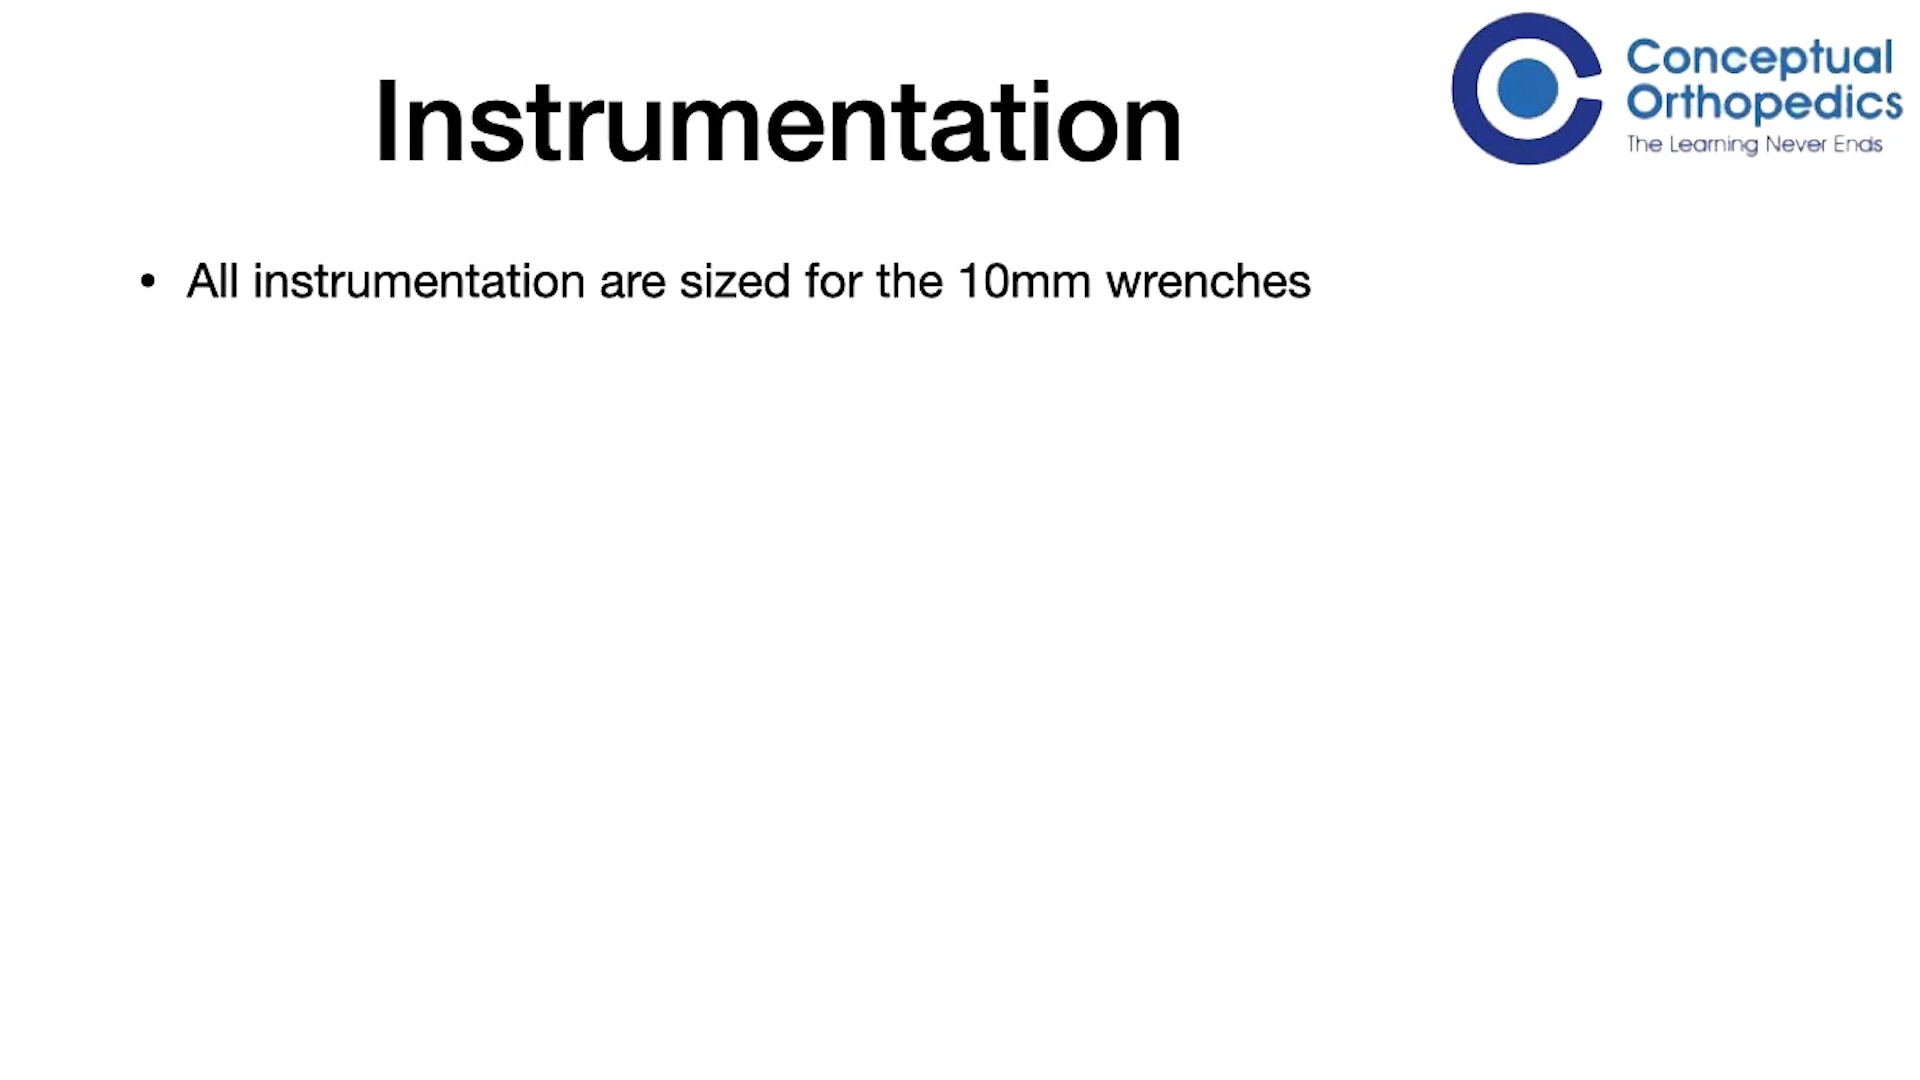 Conceptual
Orthopedics
The Learning Never Ends
Instrumentation
• All instrumentation are sized for the 10mm wrenches